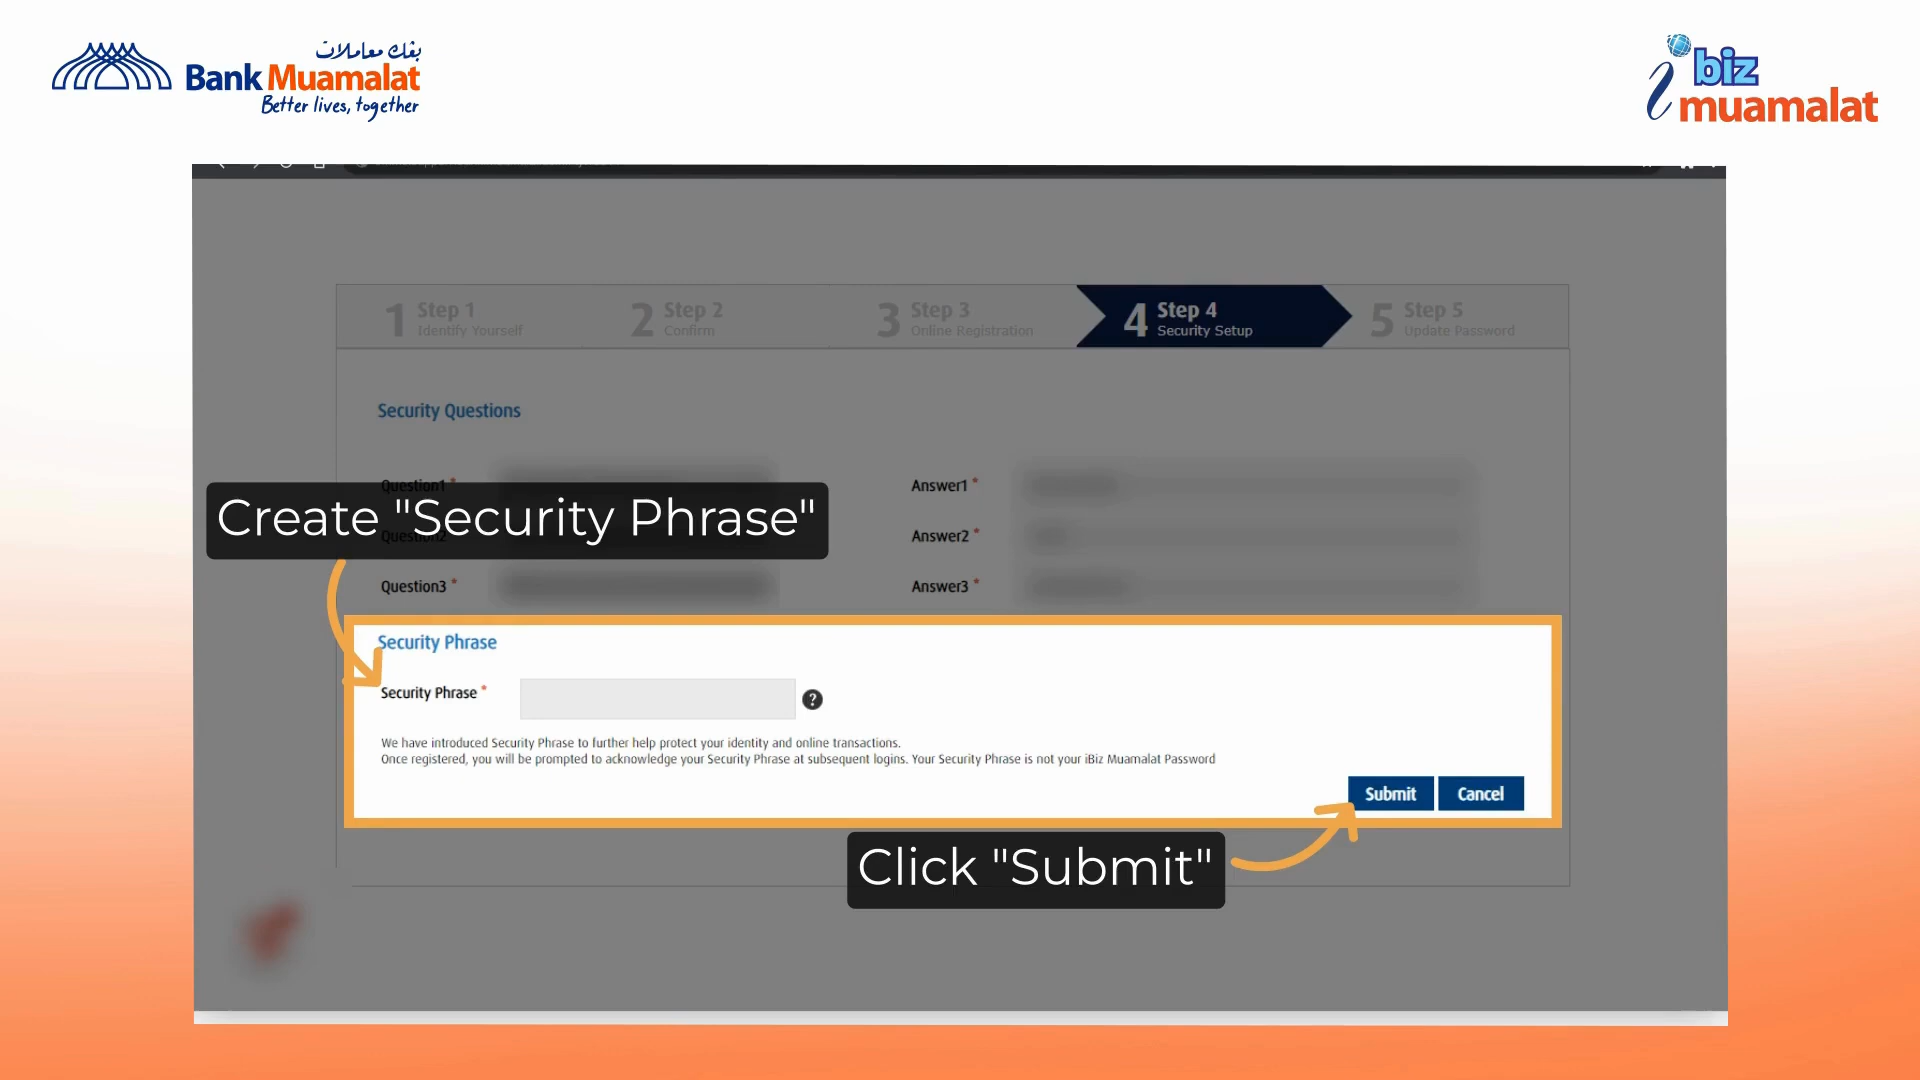 بنك معاملات
Bank Muamalat
Better lives, together
i biz
muamalat
1 Step 1
Identify Yourself
2 Step 2
Confirm
3 Step 3
Online Registration
4 Step 4
Security Setup
5 Step 5
Update Password
Security Questions
Question1 *
Answer1 *
Create "Security Phrase"
Question2
Answer2 *
Question3 *
Answer3 *
Security Phrase
Security Phrase *
?
We have introduced Security Phrase to further help protect your identity and online transactions.
Once registered, you will be prompted to acknowledge your Security Phrase at subsequent logins. Your Security Phrase is not your iBiz Muamalat Password
Submit
Cancel
Click "Submit"